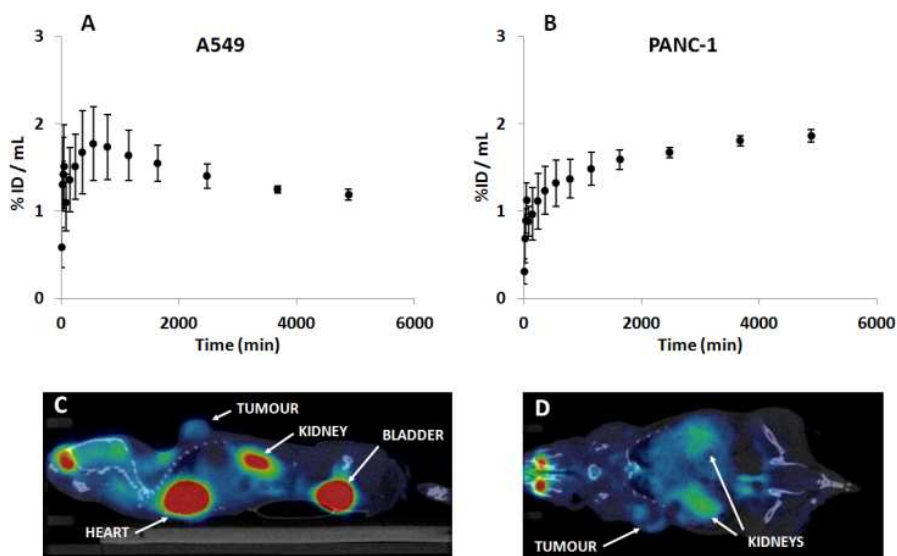 A
A549
3
2
1
0
% ID / mL
0
2000
4000
6000
Time (min)
B
PANC-1
3
2
1
0
%ID / mL
0
2000
4000
6000
Time (min)
C
TUMOUR
KIDNEY
BLADDER
HEART
D
TUMOUR
KIDNEYS